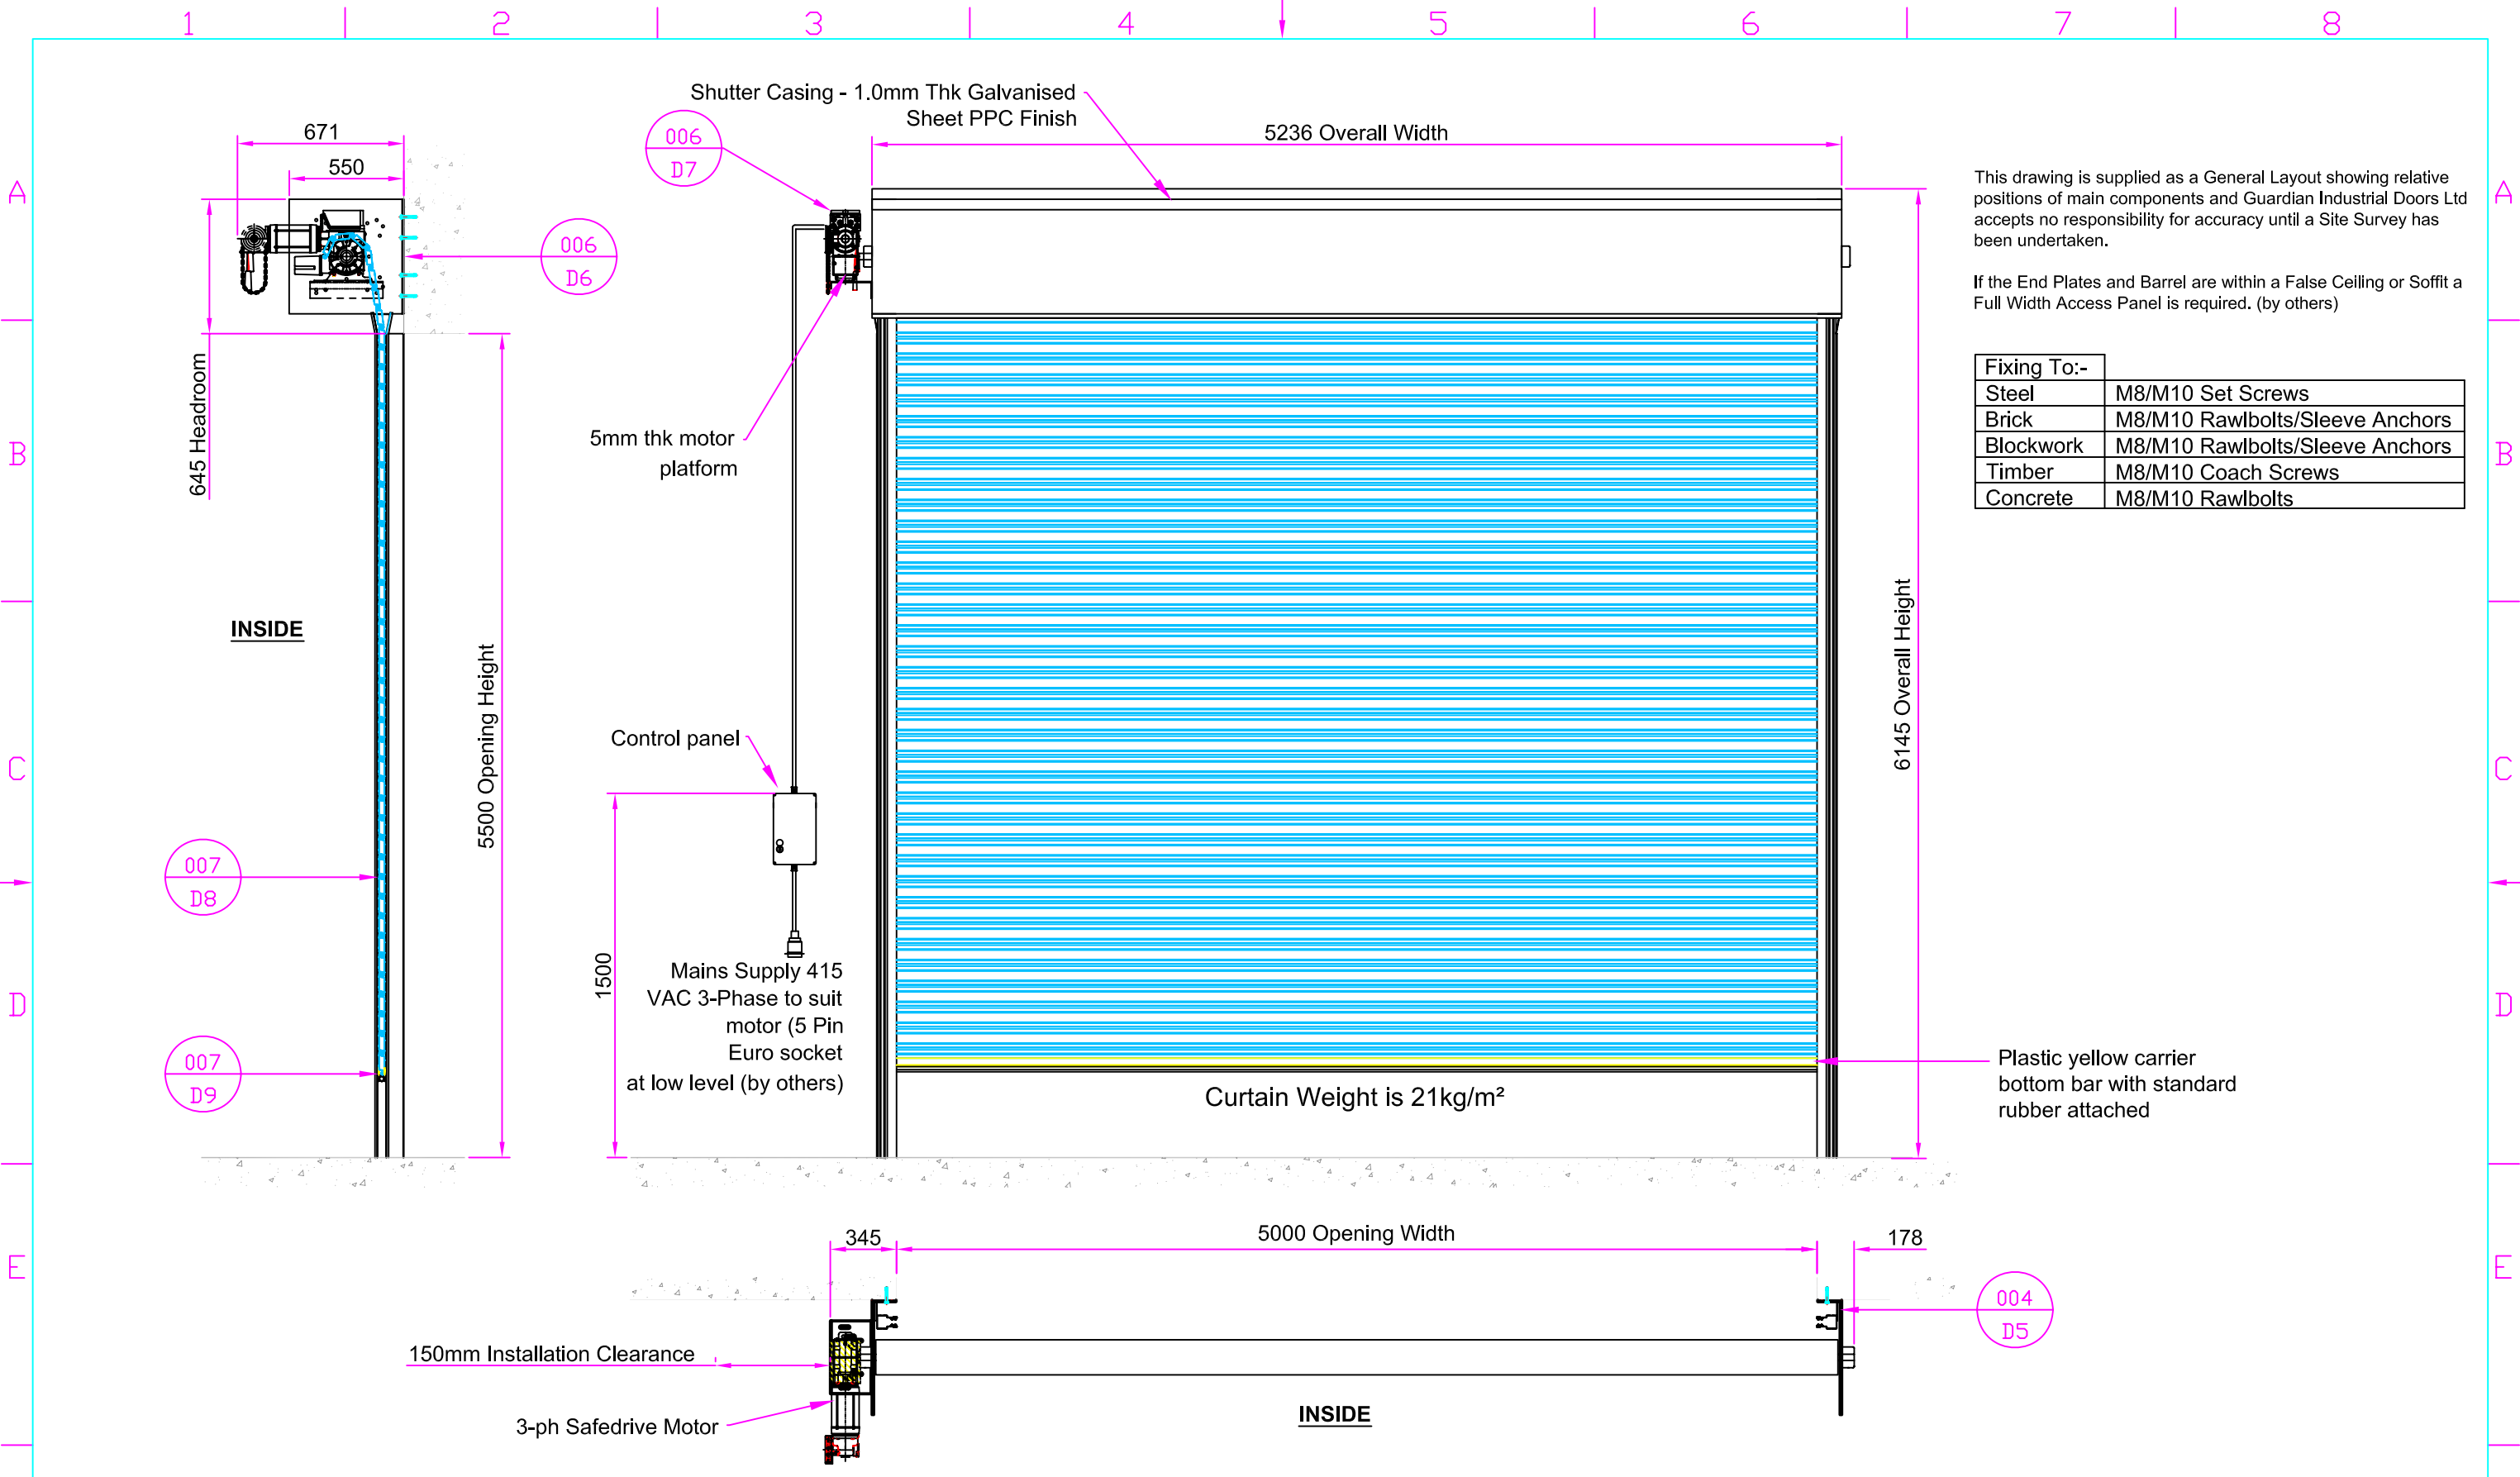 1 2 3 4 5 6 7 8
Shutter Casing - 1.0mm Thk Galvanised
Sheet PPC Finish
671
550
006
D7
5236 Overall Width
006
D6
A
A
This drawing is supplied as a General Layout showing relative
positions of main components and Guardian Industrial Doors Ltd
accepts no responsibility for accuracy until a Site Survey has
been undertaken.
If the End Plates and Barrel are within a False Ceiling or Soffit a
Full Width Access Panel is required. (by others)
Fixing To:-
Steel M8/M10 Set Screws
Brick M8/M10 Rawlbolts/Sleeve Anchors
Blockwork M8/M10 Rawlbolts/Sleeve Anchors
Timber M8/M10 Coach Screws
Concrete M8/M10 Rawlbolts
645 Headroom
B
B
5mm thk motor
platform
INSIDE
5500 Opening Height
6145 Overall Height
Control panel
C
C
007
D8
1500
Mains Supply 415
VAC 3-Phase to suit
motor (5 Pin
Euro socket
at low level (by others)
D
D
007
D9
Curtain Weight is 21kg/m²
Plastic yellow carrier
bottom bar with standard
rubber attached
345
5000 Opening Width
178
E
E
004
D5
150mm Installation Clearance
3-ph Safedrive Motor
INSIDE